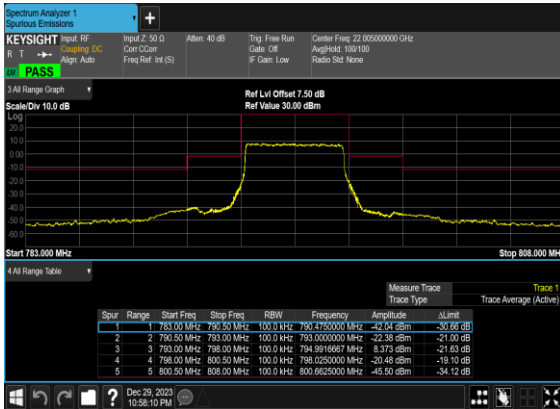 Spectrum Analyzer 1
Spurious Emissions
KEYSIGHT Input: RF Input Z: 50 Ω Atten: 40 dB Trig: Free Run Center Freq: 22.005000000 GHz
R T Coupling: DC Corr CCorr Gate: Off Avg|Hold: 100/100
Align: Auto Freq Ref: Int (S) IF Gain: Low Radio Std: None
PASS
3 All Range Graph Ref Lvl Offset 7.50 dB
Scale/Div 10.0 dB Ref Value 30.00 dBm
Log
20.0
10.0
0.00
-10.0
-20.0
-30.0
-40.0
-50.0
-60.0
Start 783.000 MHz Stop 808.000 MH
4 All Range Table
Measure Trace Trace 1
Trace Type Trace Average (Active)
Spur Range Start Freq Stop Freq RBW Frequency Amplitude ΔLimit
1 1 783.00 MHz 790.50 MHz 100.0 kHz 790.4750000 MHz -42.04 dBm -30.66 dB
2 2 790.50 MHz 793.00 MHz 100.0 kHz 793.0000000 MHz -22.38 dBm -21.00 dB
3 3 793.00 MHz 798.00 MHz 100.0 kHz 794.9916667 MHz 8.373 dBm -21.63 dB
4 4 798.00 MHz 800.50 MHz 100.0 kHz 798.0250000 MHz -20.48 dBm -19.10 dB
5 5 800.50 MHz 808.00 MHz 100.0 kHz 800.6625000 MHz -45.50 dBm -34.12 dB
Dec 29, 2023
10:58:10 PM